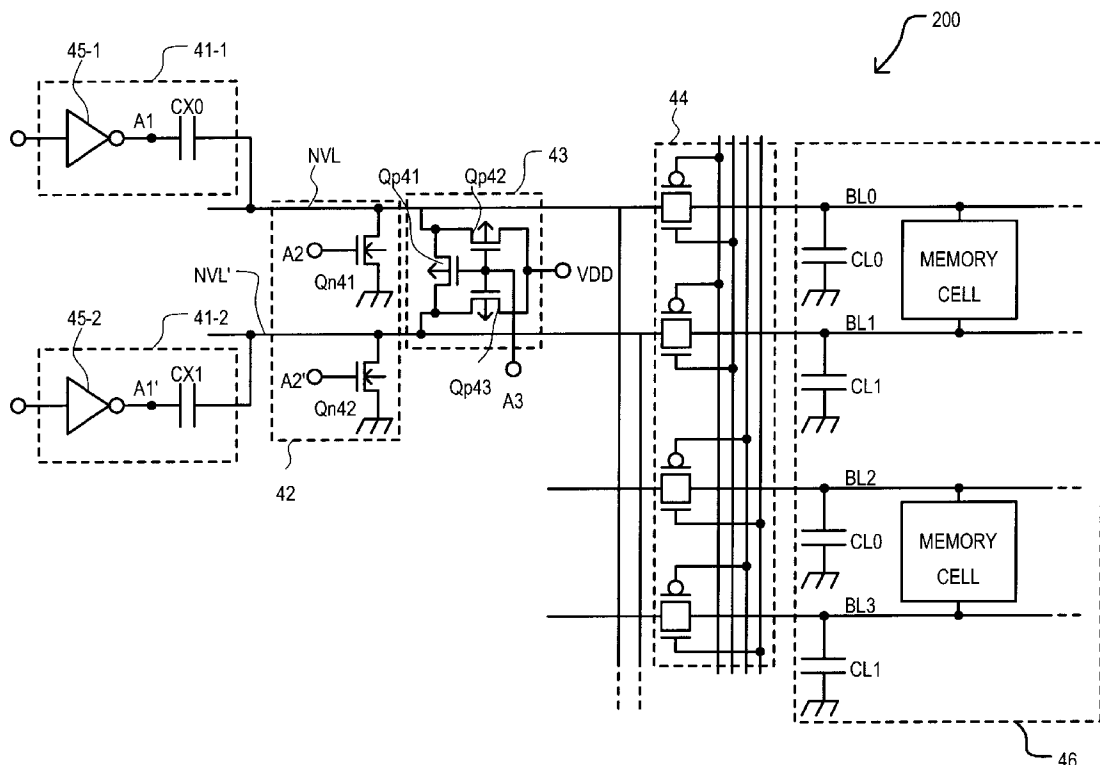 200
45-1
41-1
44
CX0
A1
NVL
43
Qp41
Qp42
BL0
A2
Qn41
VDD
CL0
MEMORY
CELL
NVL'
45-2
41-2
BL1
A1'
CX1
A2'
Qn42
Qp43
A3
CL1
42
BL2
CL0
MEMORY
CELL
BL3
CL1
46